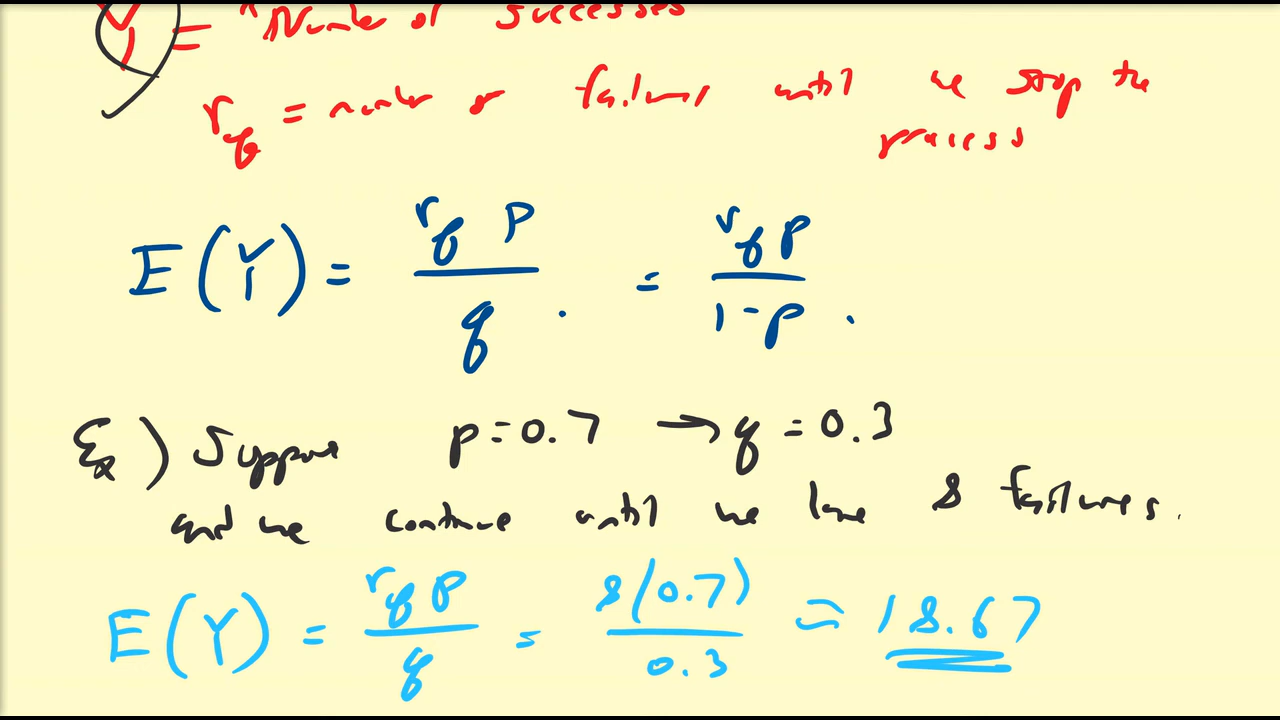 Y = "Number of successes
r_q = number of failures until we stop the
process
E(Y) = r_q p / q . = r_q p / 1-p .
Ex) Suppose p=0.7 → q = 0.3
and we continue until we have 8 failures.
E(Y) = r_q p / q = 8(0.7) / 0.3 ≈ 18.67